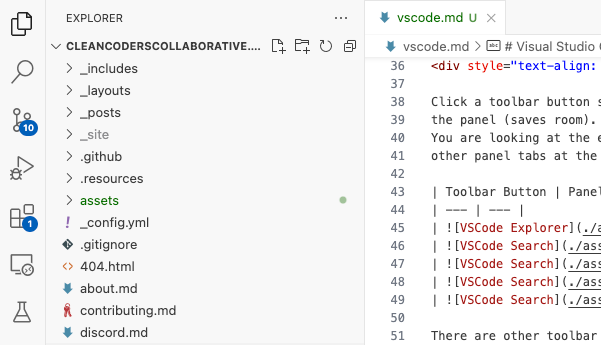 EXPLORER
CLEANCODERSCOLLABORATIVE....
_includes
_layouts
_posts
_site
.github
.resources
assets
_config.yml
.gitignore
404.html
about.md
contributing.md
discord.md
10
1
vscode.md U
vscode.md > abc # Visual Studio C
36 <div style="text-align:
37
38 Click a toolbar button s
39 the panel (saves room).
40 You are looking at the e
41 other panel tabs at the
42
43 | Toolbar Button | Pane
44 | --- | --- |
45 | ![VSCode Explorer](./a
46 | ![VSCode Search](./ass
47 | ![VSCode Search](./ass
48 | ![VSCode Search](./ass
49 | ![VSCode Search](./ass
50
51 There are other toolbar